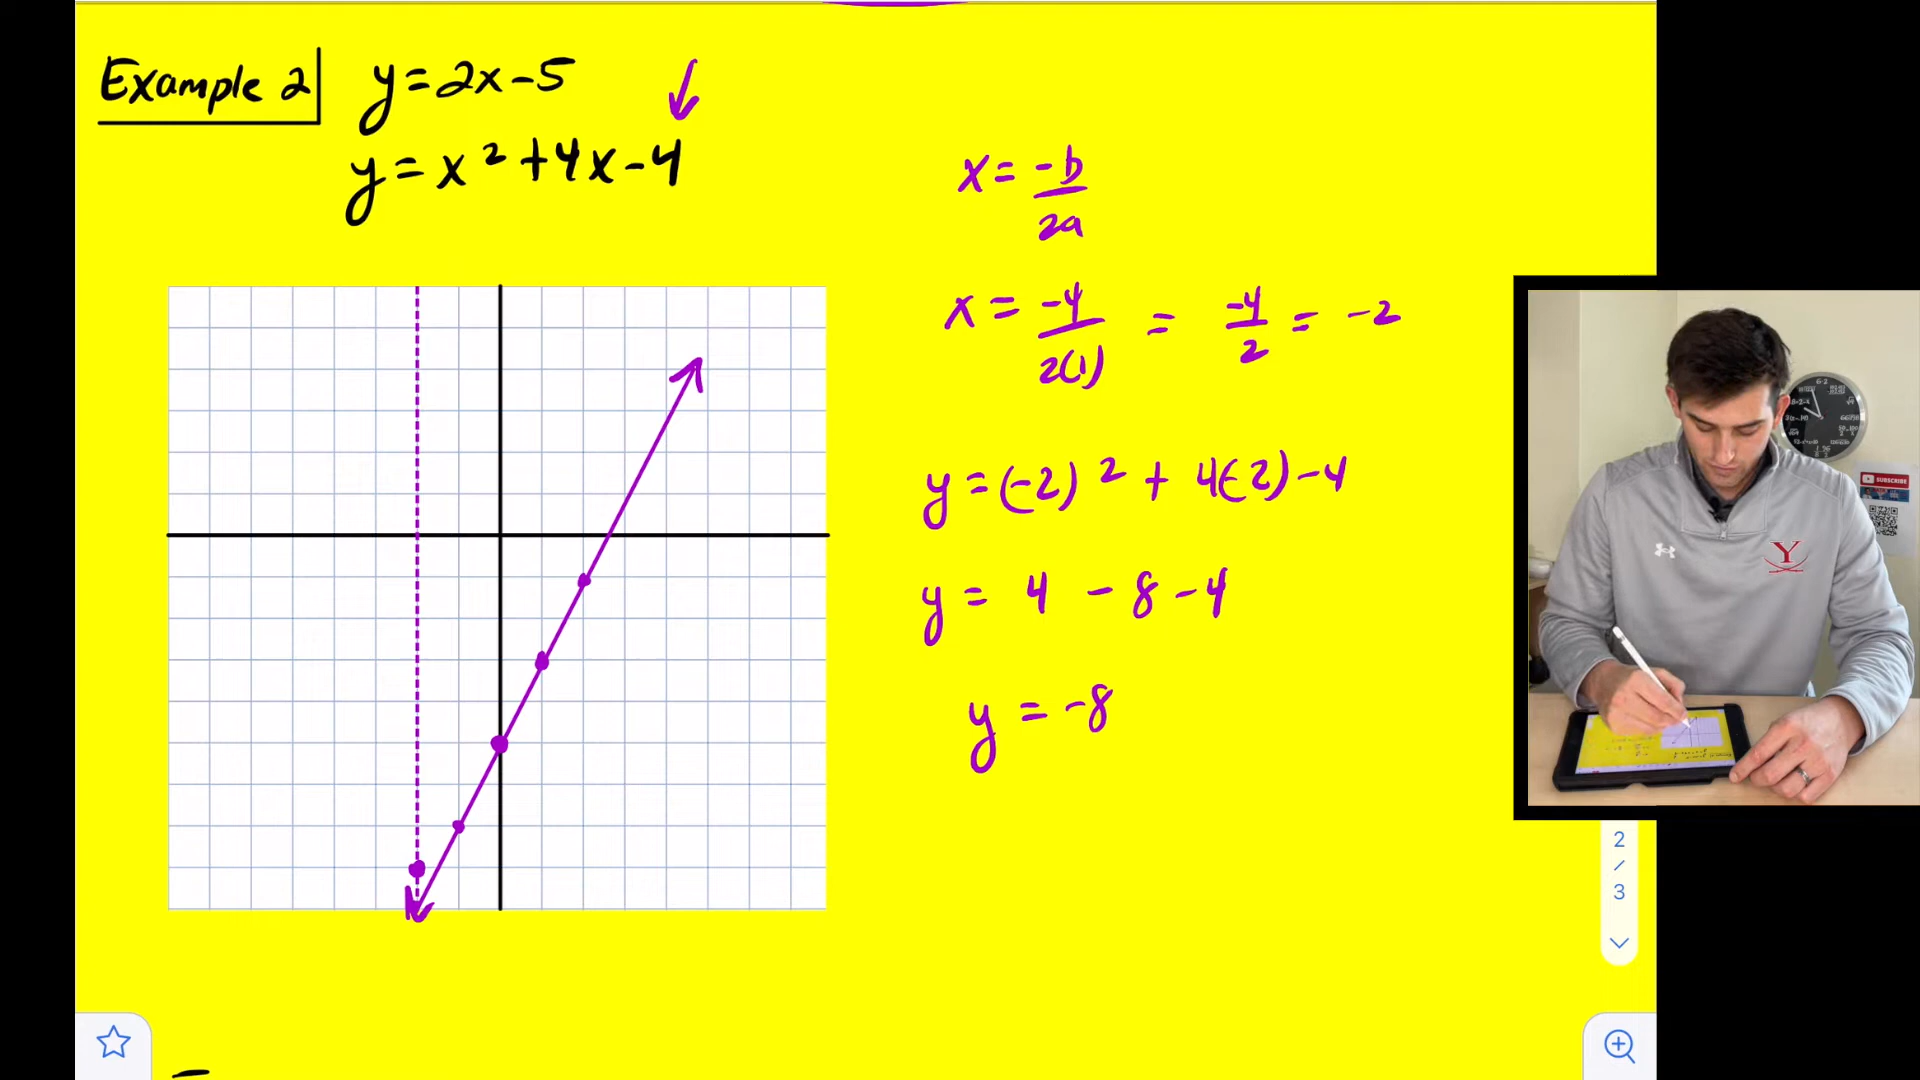 Example 2
y=2x-5
y=x²+4x-4
x=-b/2a
x=-4/2(1) = -4/2 = -2
y=(-2)²+4(-2)-4
y=4-8-4
y=-8
SUBSCRIBE
Y
2
/
3